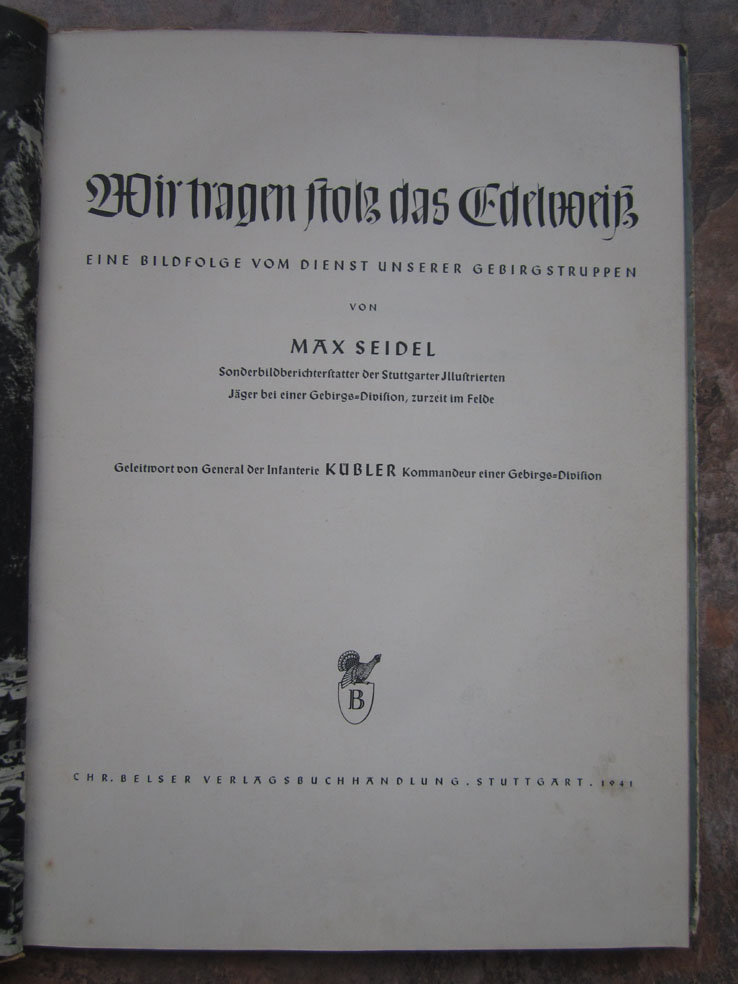 Wir tragen ſtolz das Edelweiß
EINE BILDFOLGE VOM DIENST UNSERER GEBIRGSTRUPPEN
VON
MAX SEIDEL
Sonderbildberichterſtatter der Stuttgarter Jlluſtrierten
Jäger bei einer Gebirgs=Diviſion, zurzeit im Felde
Geleitwort von General der Infanterie KÜBLER Kommandeur einer Gebirgs=Diviſion
B
CHR. BELSER VERLAGSBUCHHANDLUNG. STUTTGART. 1941